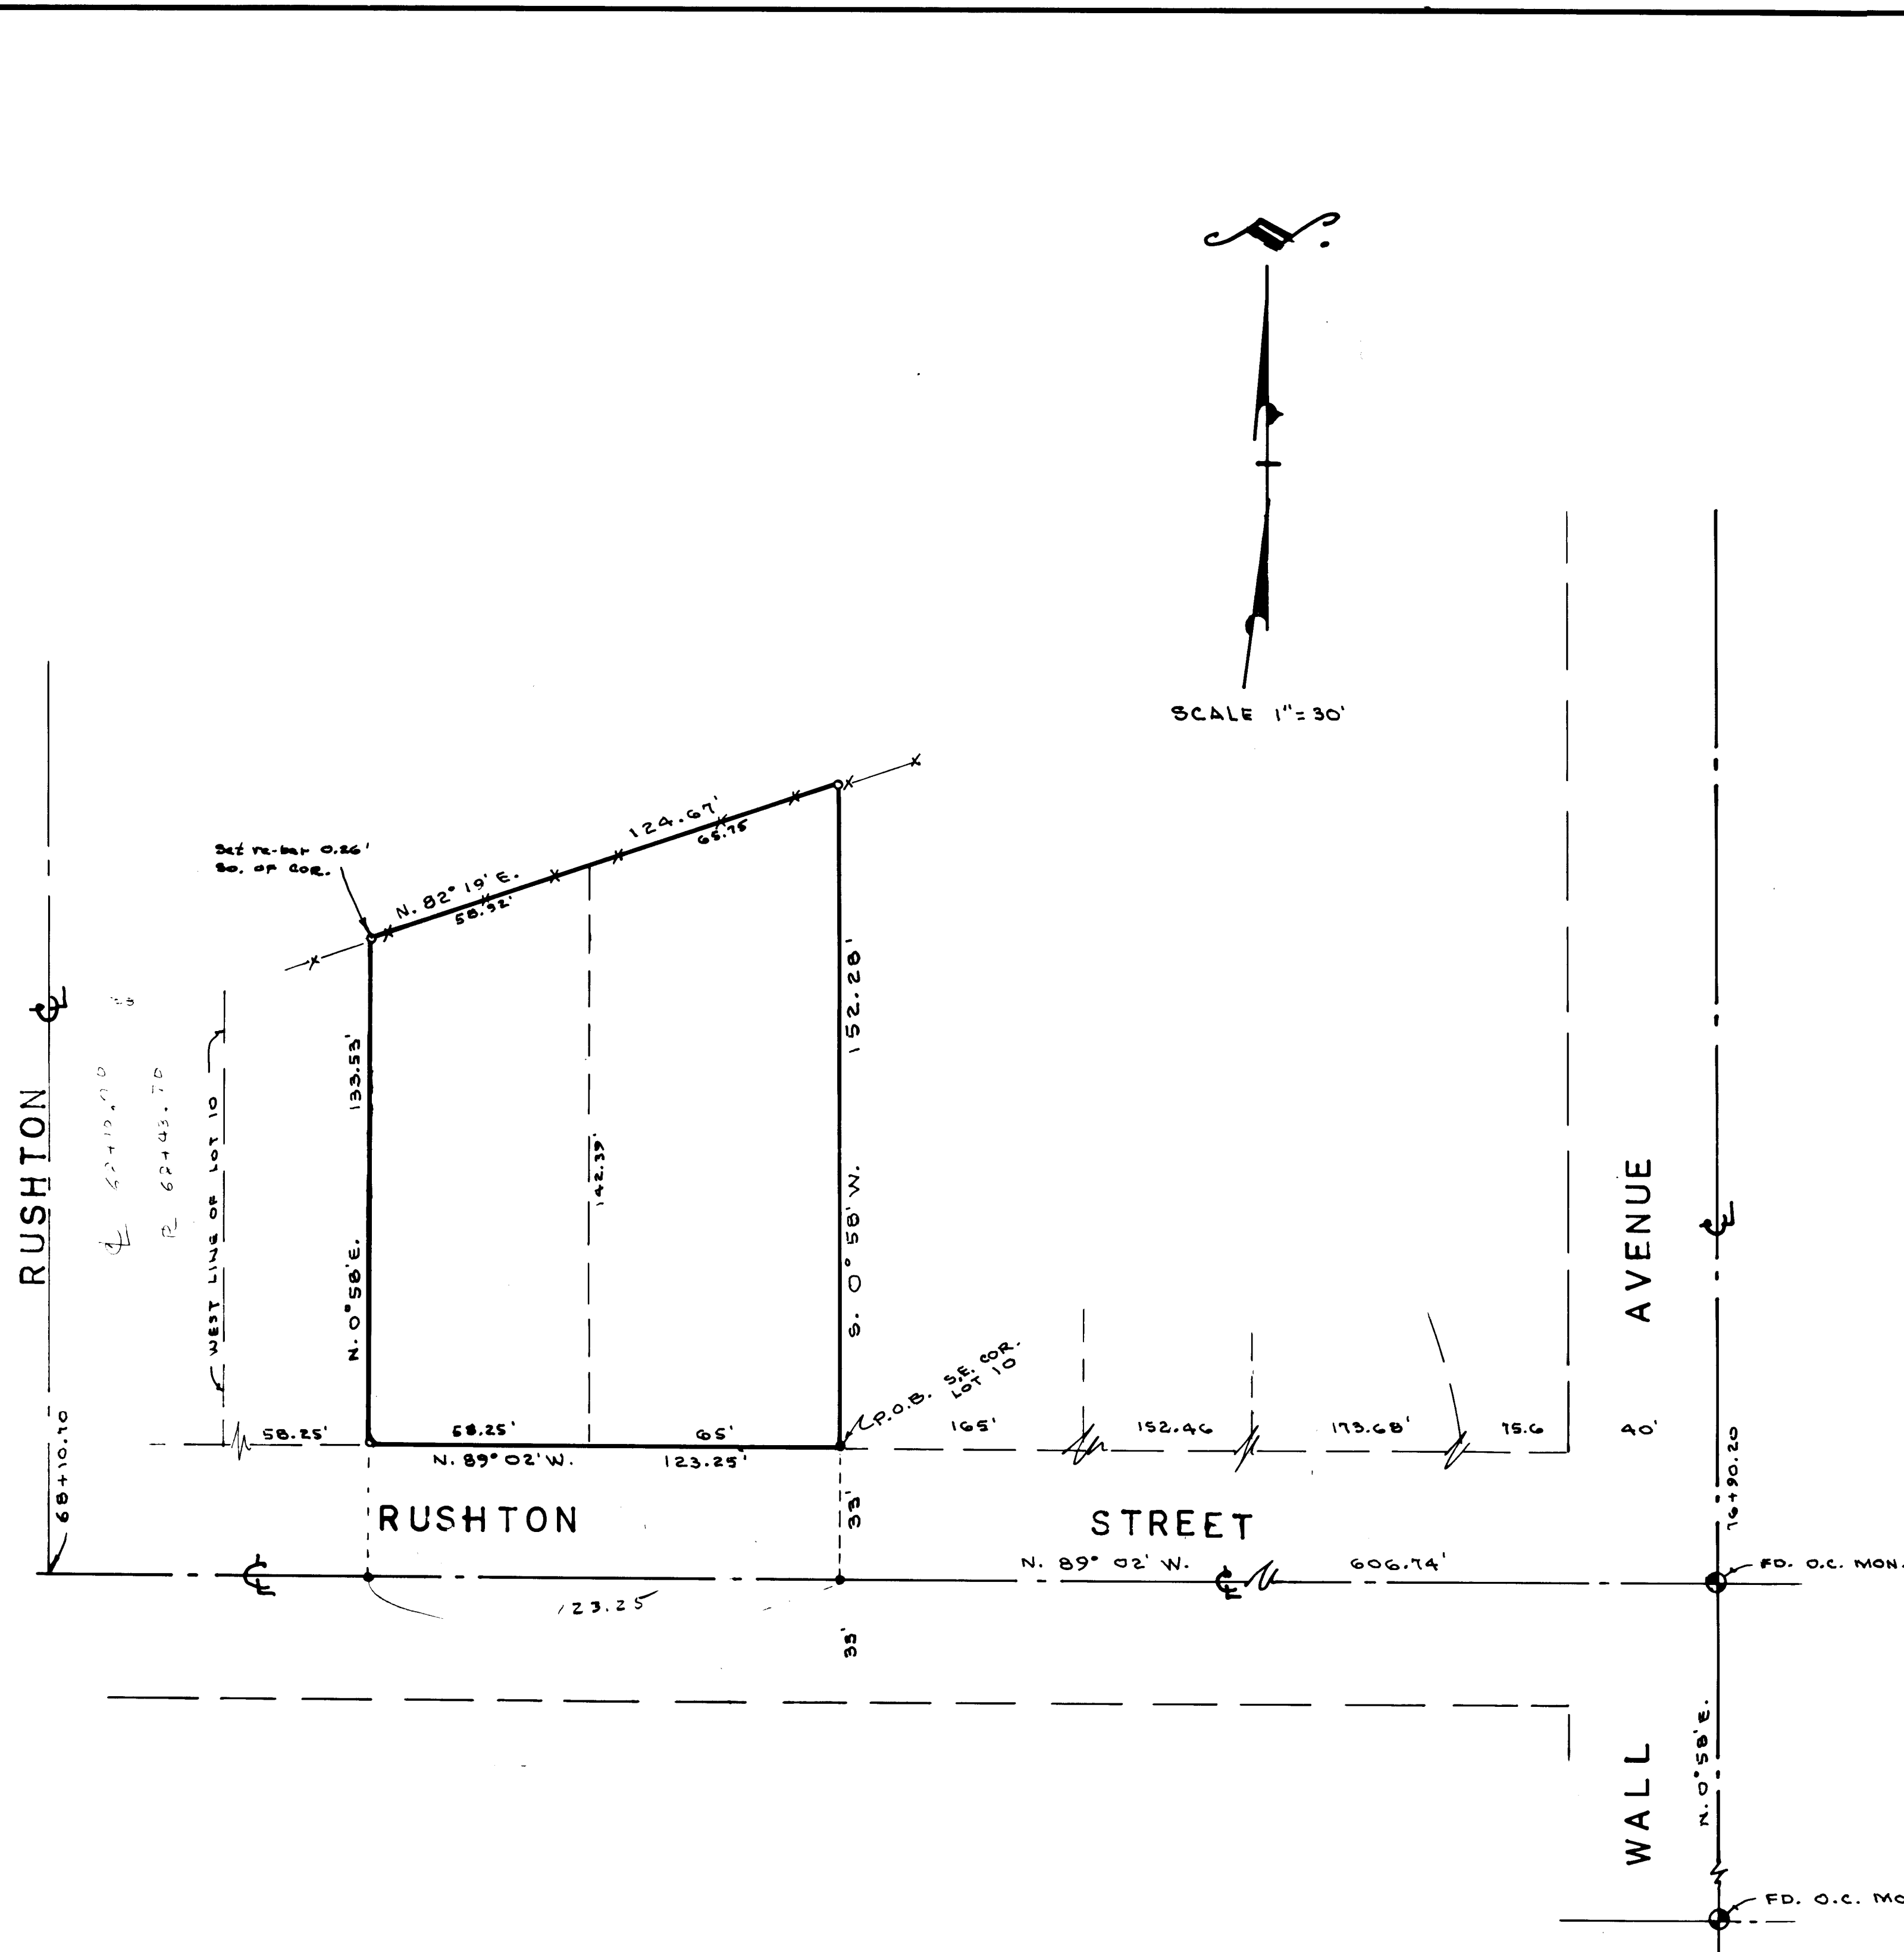 N.
SCALE 1"=30'
124.67'
65.75
N. 82° 19' E.
58.92'
Set re-bar 0.26'
So. OF COR.
133.53'
N. 0° 58' E.
142.39'
152.28'
S. 0° 58' W.
WEST LINE OF LOT 10
RUSHTON
68+10.70
P.O.B. S.E. COR.
LOT 10
58.25'
58.25'
65'
165'
152.46
173.68'
75.6
40'
N. 89° 02' W.
123.25'
RUSHTON STREET
33'
N. 89° 02' W.
606.74'
123.25
33'
AVENUE
WALL
76+90.20
FD. O.C. MON.
N. 0° 58' E.
FD. O.C. MO